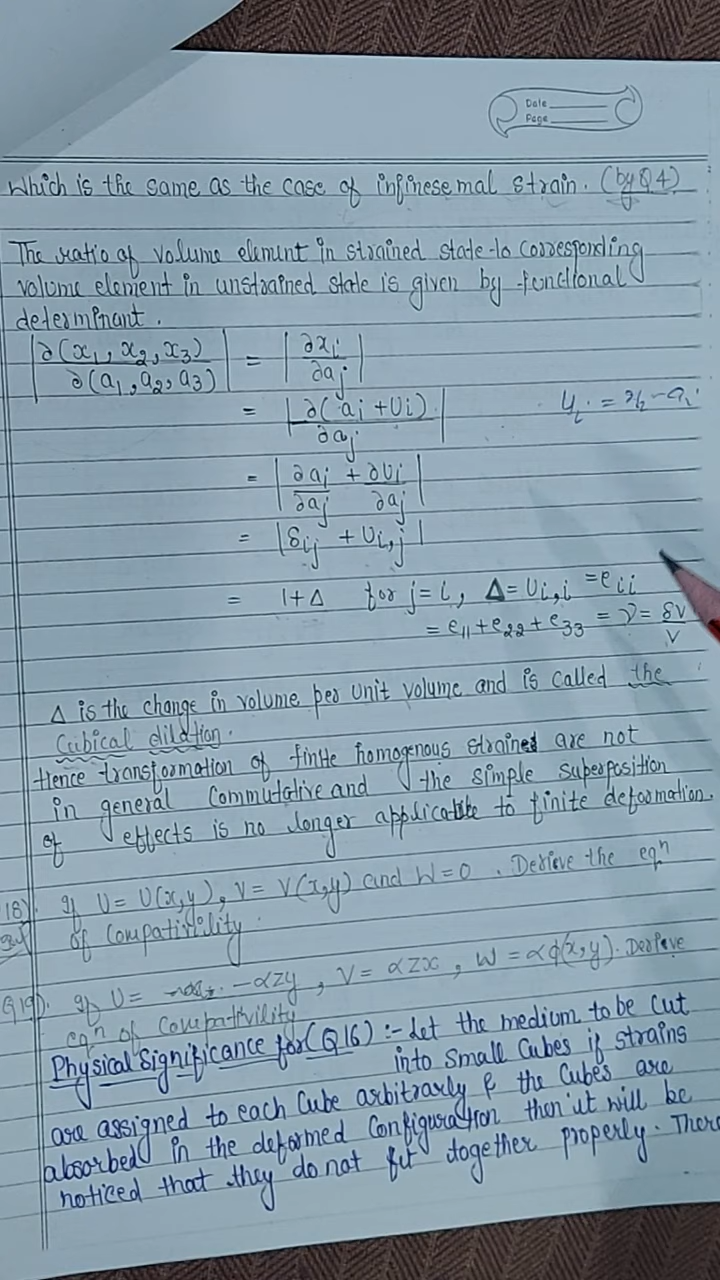 Date
Page
Which is the same as the case of infinesemal strain. (by Q4)
The ratio of volume element in strained state to corresponding
volume element in unstrained state is given by functional
determinant.
|∂(x₁, x₂, x₃) / ∂(a₁, a₂, a₃)| = |∂xᵢ / ∂aⱼ|
= |∂(aᵢ + Uᵢ) / ∂aⱼ| uᵢ = xᵢ - aᵢ
= |∂aᵢ / ∂aⱼ + ∂Uᵢ / ∂aⱼ|
= |δᵢⱼ + Uᵢ,ⱼ|
= 1+Δ for j = i, Δ = Uᵢ,ᵢ = eᵢᵢ
= e₁₁ + e₂₂ + e₃₃ = ν = δV / V
Δ is the change in volume per unit volume and is called the
Cubical dilation.
Hence transformation of finite homogenous strained are not
in general Commutative and the simple superposition
of effects is no longer applicable to finite deformation.
18). If U = U(x,y), V = V(x,y) and W = 0. Derieve the eqⁿ
of Compativility.
Q19). If U = -αzy, V = αzx, W = αϕ(x,y). Derieve
eqⁿ of Compativility
Physical Significance for (Q16) :- Let the medium to be Cut
into small Cubes if strains
are assigned to each Cube arbitrarly & the Cubes are
absorbed in the deformed Configuration then it will be
noticed that they do not fit together properly. There